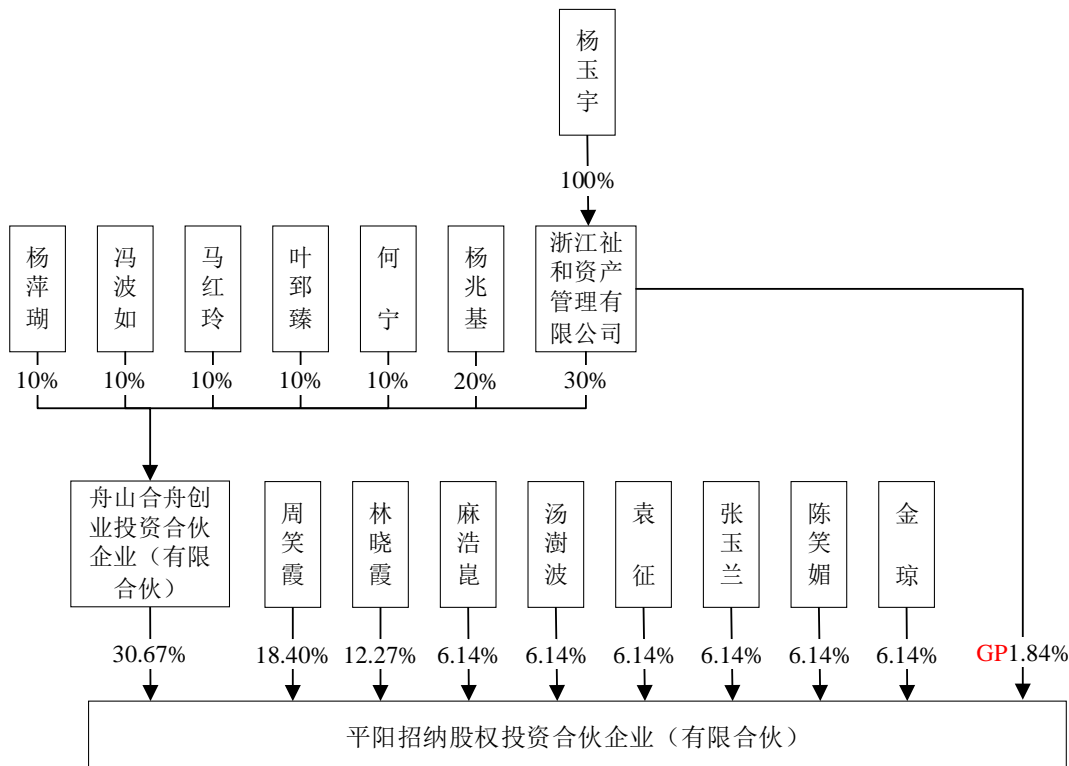 杨玉宇
100%
杨萍瑚
冯波如
马红玲
叶郅臻
何宁
杨兆基
浙江祉
和资产
管理有
限公司
10%
10%
10%
10%
10%
20%
30%
舟山合舟创
业投资合伙
企业（有限
合伙）
周笑霞
林晓霞
麻浩崑
汤澍波
袁征
张玉兰
陈笑媚
金琼
30.67%
18.40%
12.27%
6.14%
6.14%
6.14%
6.14%
6.14%
6.14%
GP1.84%
平阳招纳股权投资合伙企业（有限合伙）